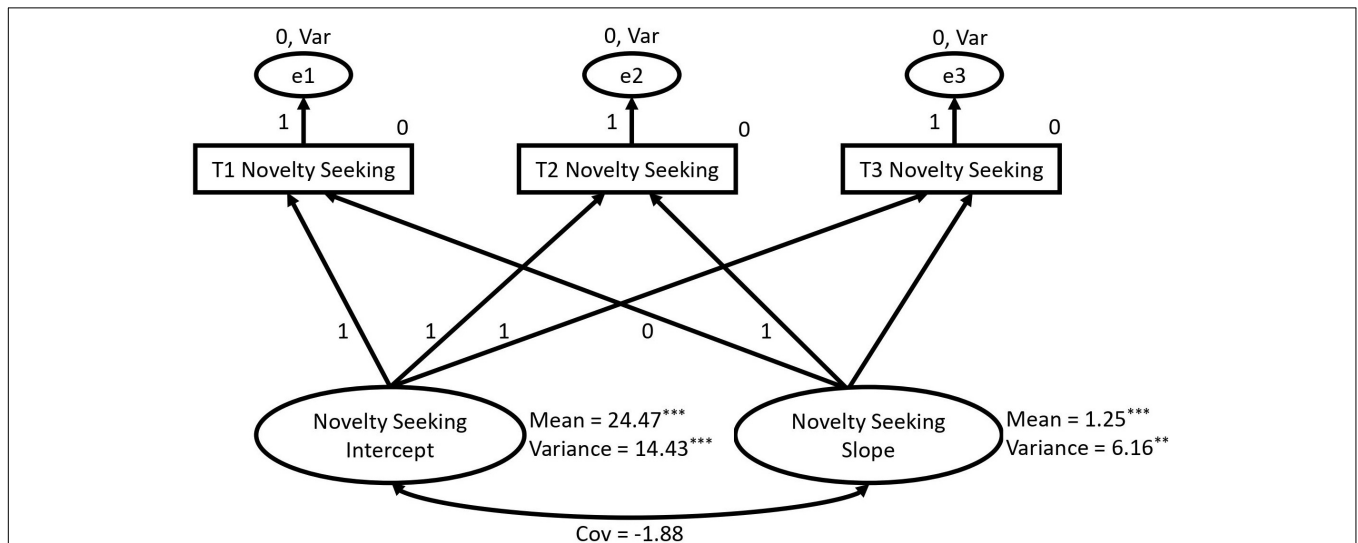 0, Var
0, Var
0, Var
e1
e2
e3
1
0
1
0
1
0
T1 Novelty Seeking
T2 Novelty Seeking
T3 Novelty Seeking
1
1
1
0
1
Novelty Seeking
Intercept
Mean = 24.47***
Variance = 14.43***
Novelty Seeking
Slope
Mean = 1.25***
Variance = 6.16**
Cov = -1.88